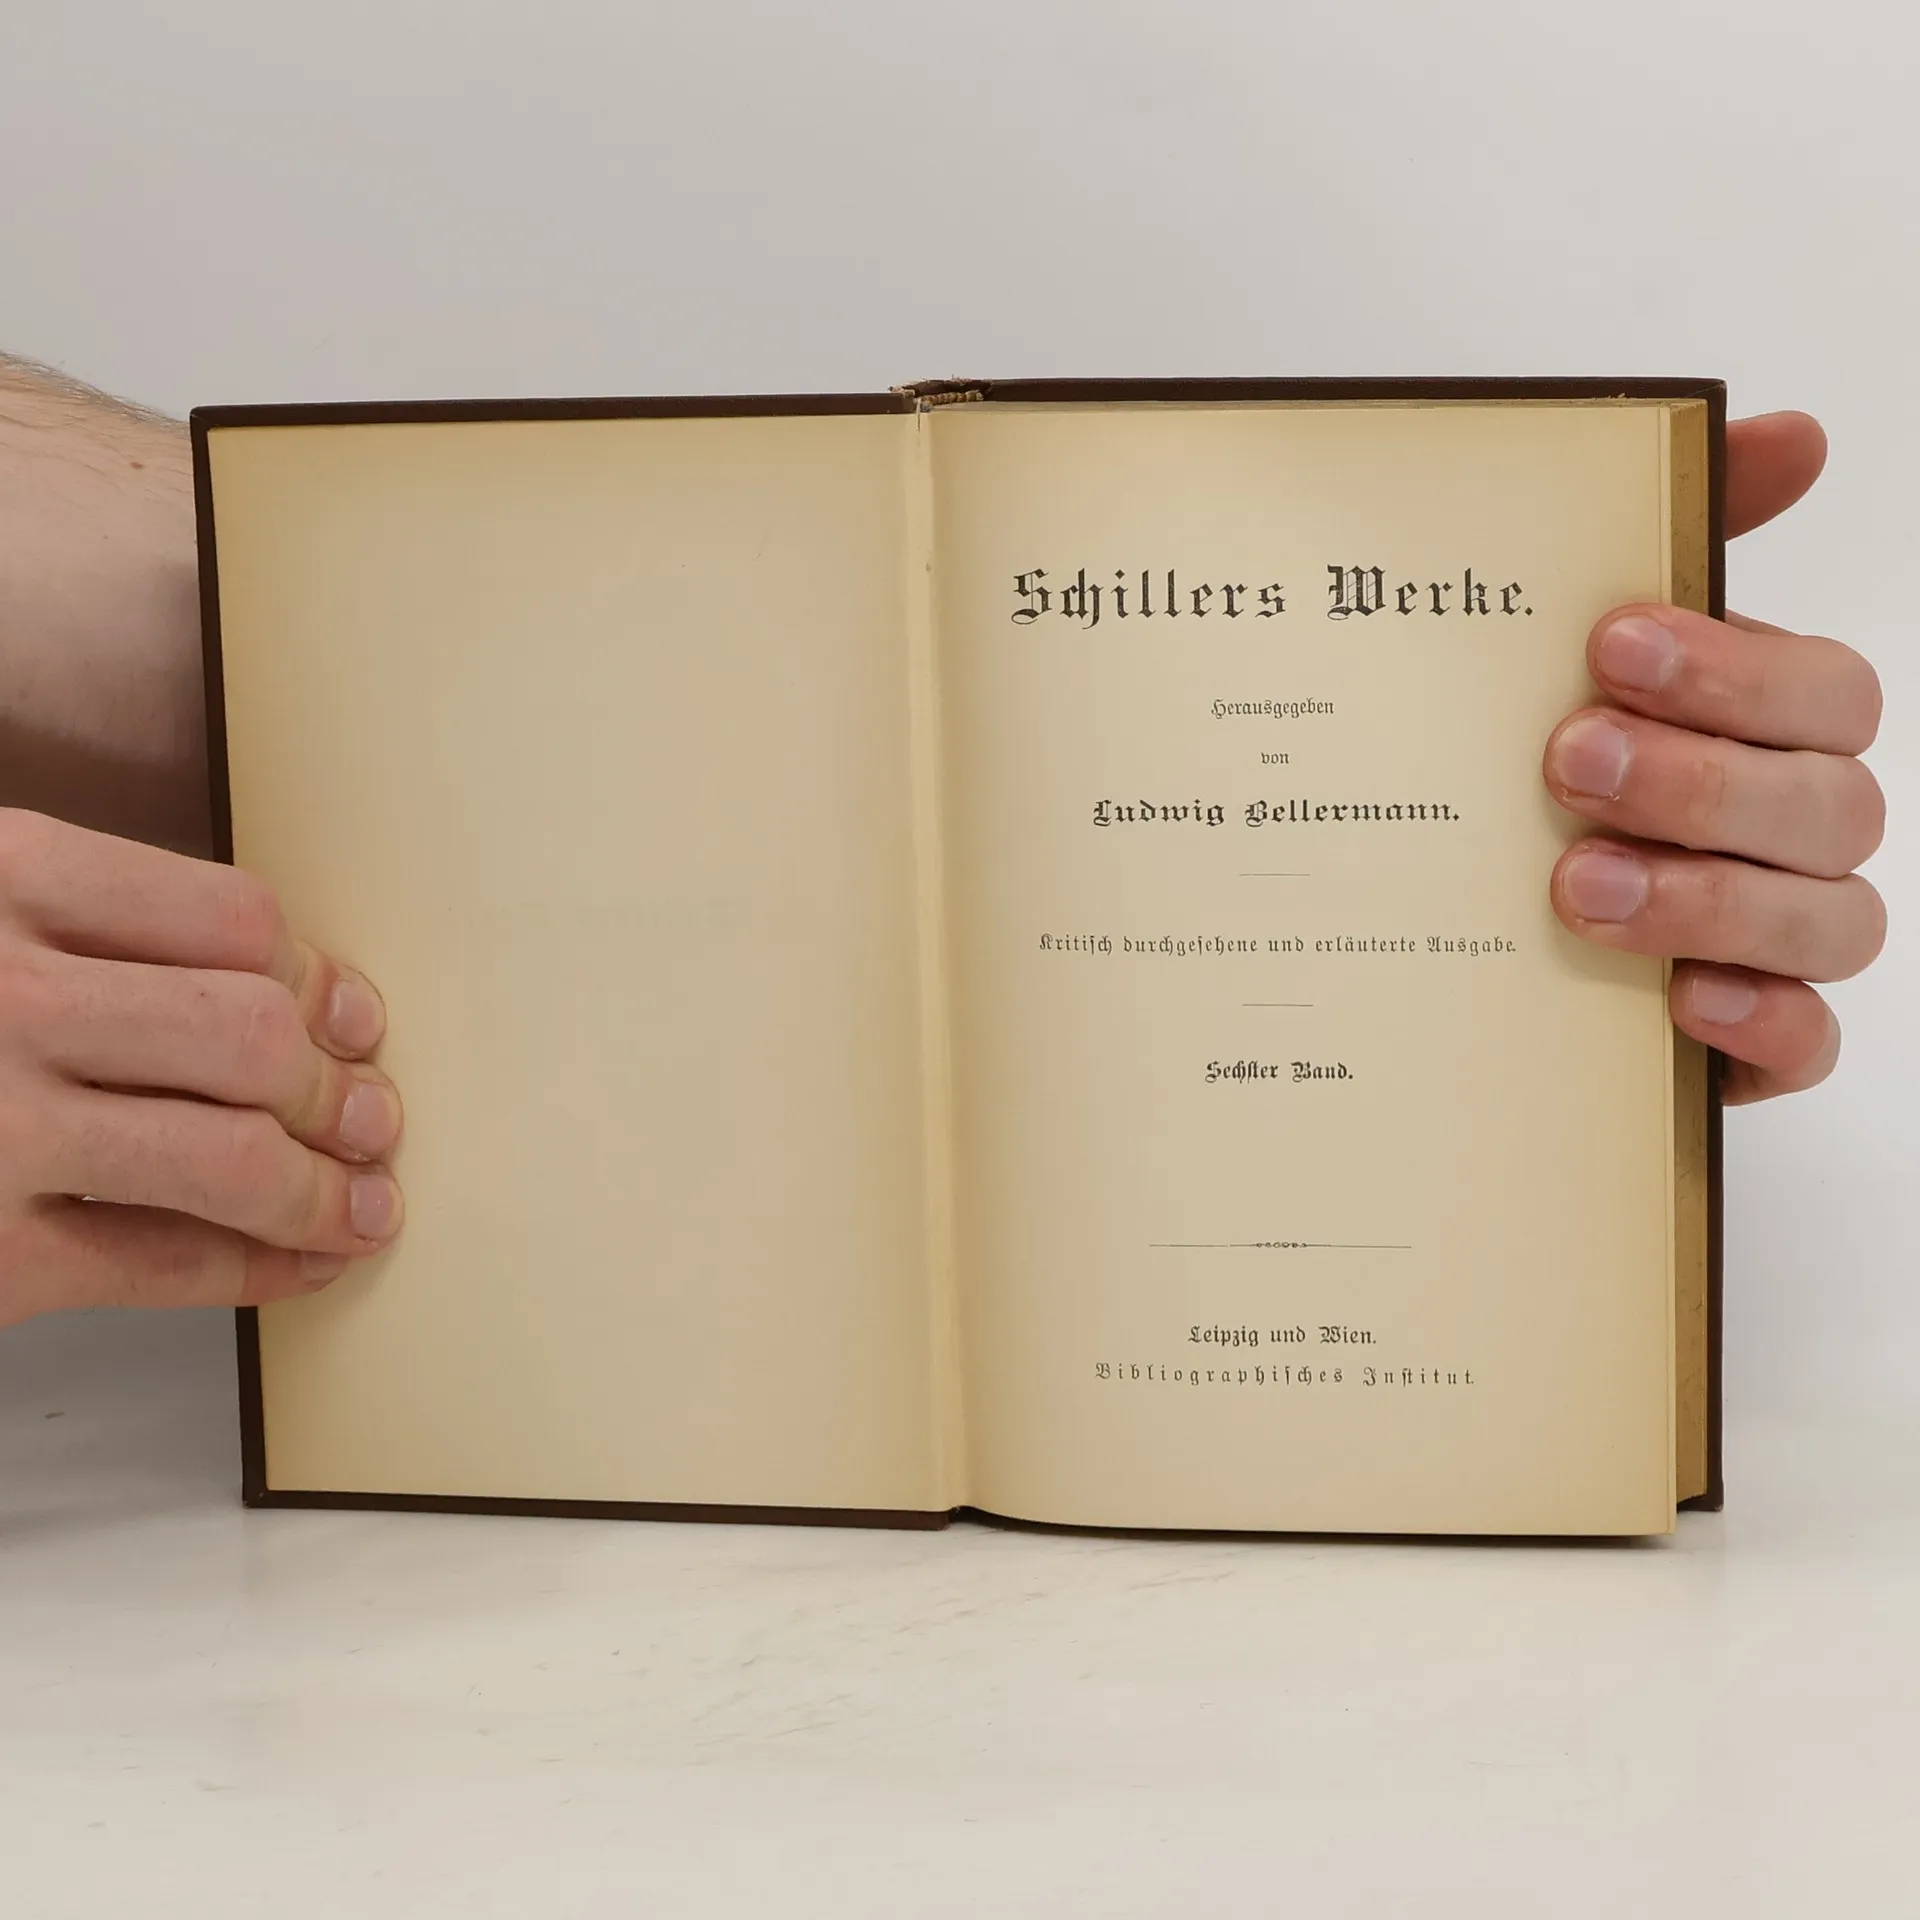 Schillers Werke.
Herausgegeben
von
Ludwig Bellermann.
Kritiſch durchgeſehene und erläuterte Ausgabe.
Sechſter Band.
Leipzig und Wien.
Bibliographiſches Inſtitut.